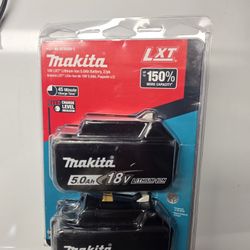 makita
LXT
18V LXT Lithium-Ion 5.0Ah Battery, 2/pk
45 Minute
Charge Time
UP TO 150%
MORE CAPACITY*
CHARGE
LEVEL
makita
5.0Ah 18V LITHIUM-ION
makita